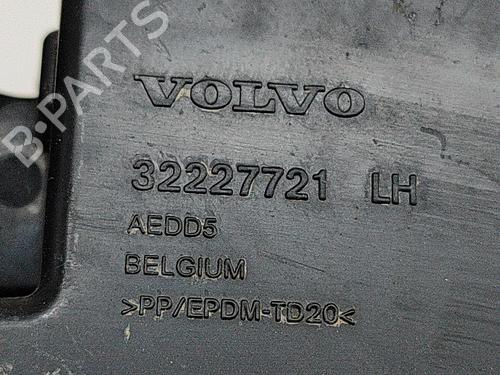 B-PARTS
VOLVO
32227721 LH
AEDD5
BELGIUM
>PP/EPDM-TD20<